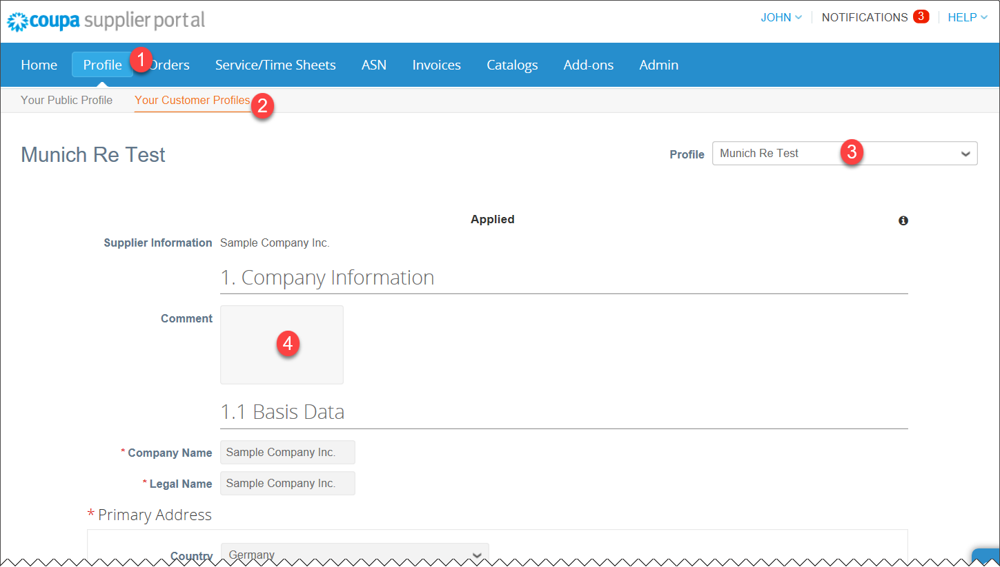 coupa supplier portal
JOHN NOTIFICATIONS 3 HELP
Home Profile 1 Orders Service/Time Sheets ASN Invoices Catalogs Add-ons Admin
Your Public Profile Your Customer Profiles 2
Munich Re Test
Profile Munich Re Test 3
Applied
Supplier Information Sample Company Inc.
1. Company Information
Comment
4
1.1 Basis Data
* Company Name Sample Company Inc.
* Legal Name Sample Company Inc.
* Primary Address
Country Germany